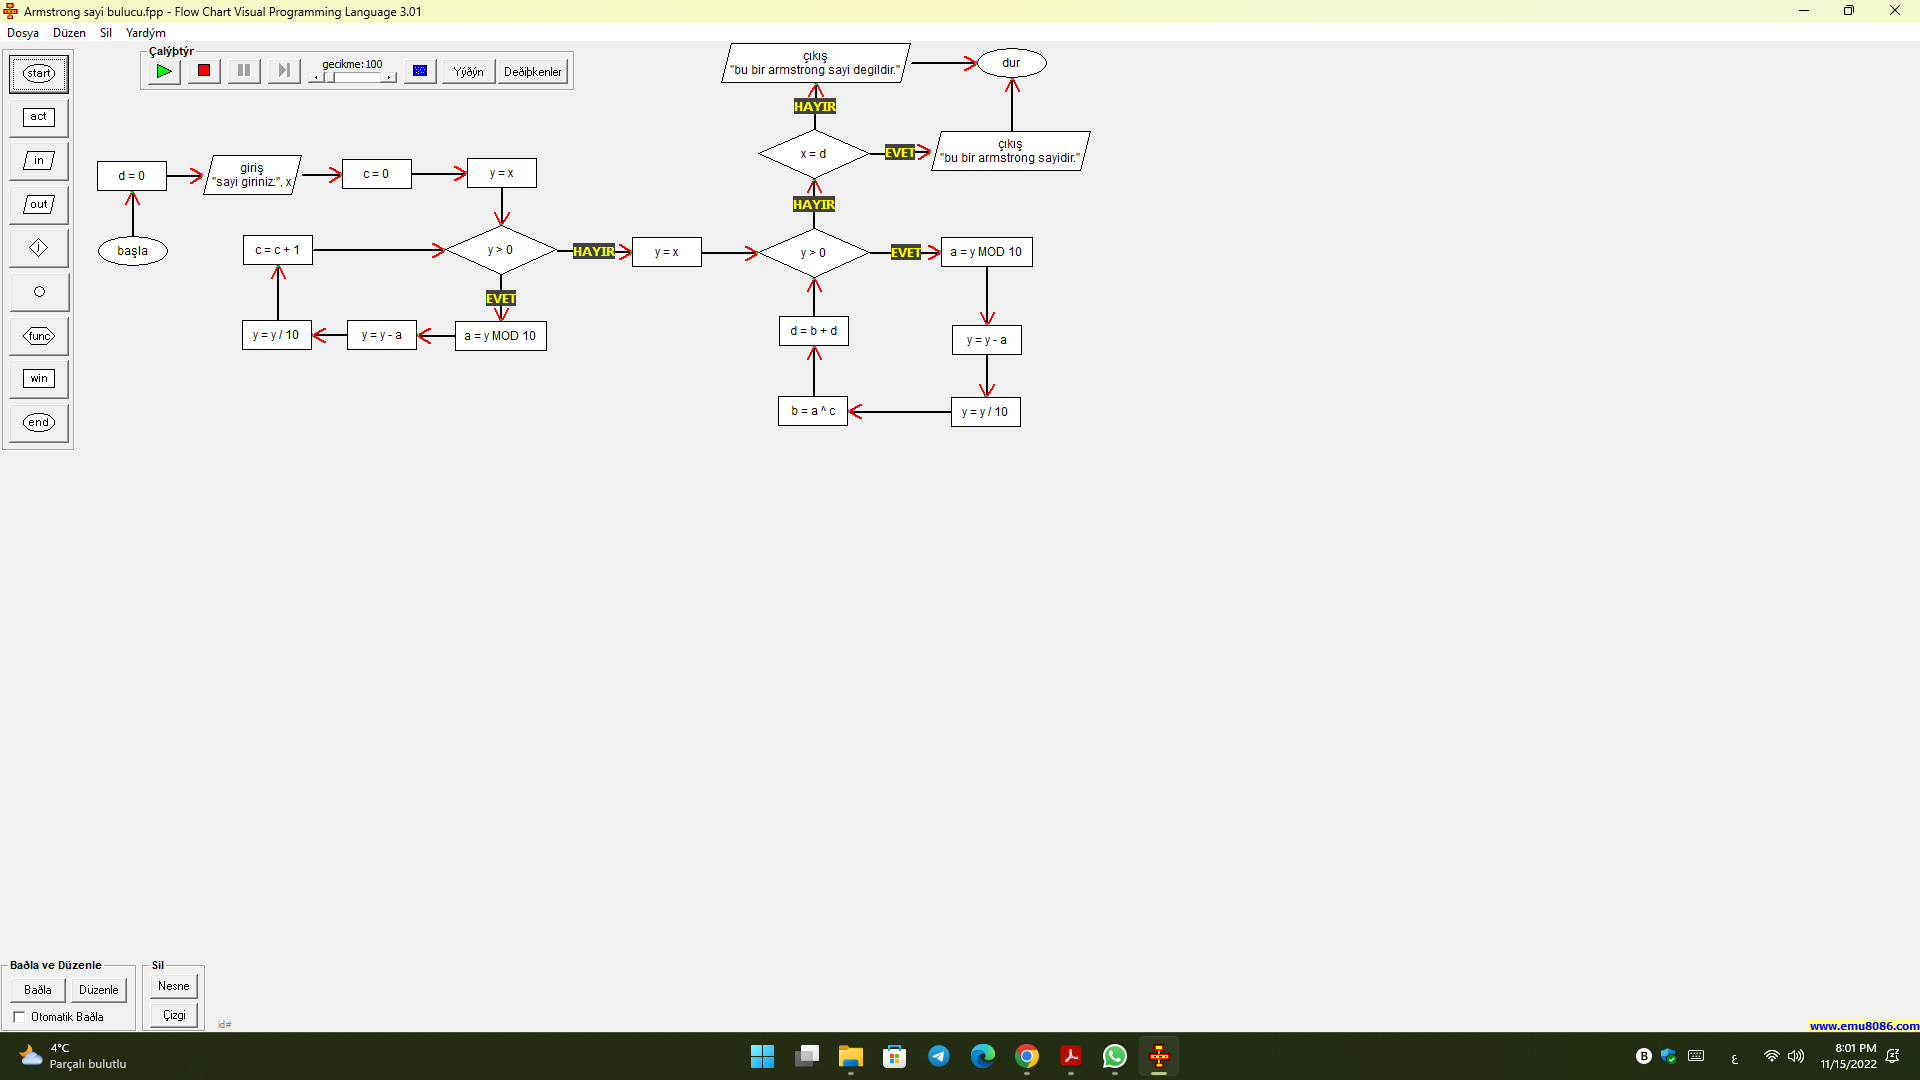 Armstrong sayi bulucu.fpp - Flow Chart Visual Programming Language 3.01
Dosya Düzen Sil Yardým
Çalýþtýr
gecikme:100
Yýðýn
Deðiþkenler
start
act
in
out
j
func
win
end
başla
d = 0
giriş
"sayi giriniz:", x
c = 0
y = x
y > 0
EVET
a = y MOD 10
y = y - a
y = y / 10
c = c + 1
HAYIR
y = x
y > 0
EVET
a = y MOD 10
y = y - a
y = y / 10
b = a ^ c
d = b + d
HAYIR
x = d
EVET
çıkış
"bu bir armstrong sayidir."
HAYIR
çıkış
"bu bir armstrong sayi degildir."
dur
Baðla ve Düzenle
Baðla
Düzenle
Otomatik Baðla
Sil
Nesne
Çizgi
id#
www.emu8086.com
4°C
Parçalı bulutlu
B
ع
8:01 PM
11/15/2022